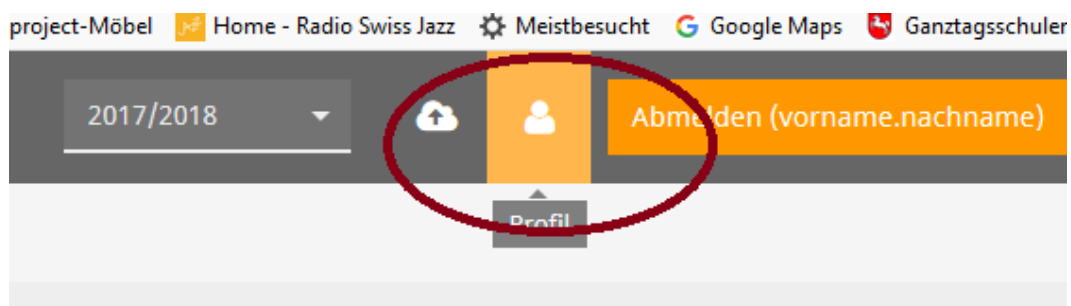 project-Möbel Home - Radio Swiss Jazz Meistbesucht Google Maps Ganztagsschulen
2017/2018 Abmelden (vorname.nachname)
Profil